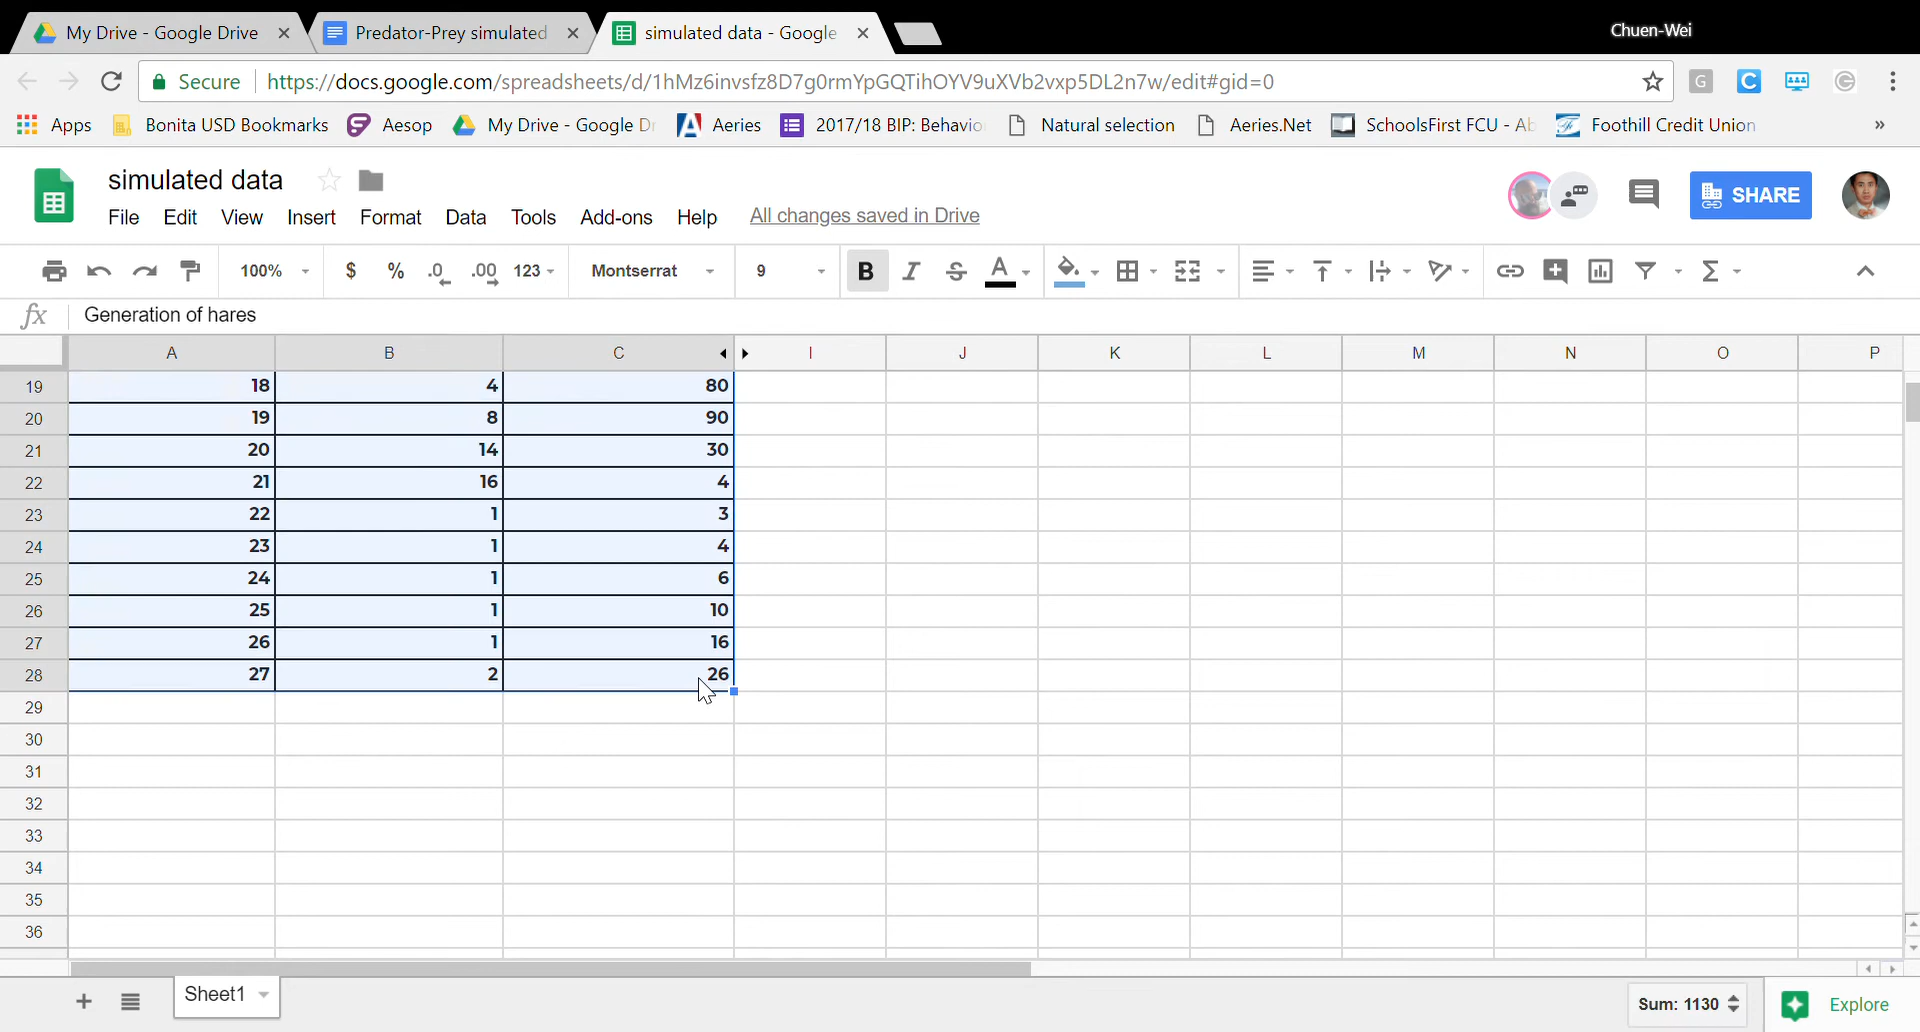 My Drive - Google Drive
Predator-Prey simulated
simulated data - Google
Chuen-Wei
Secure
https://docs.google.com/spreadsheets/d/1hMz6invsfz8D7g0rmYpGQTihOYV9uXVb2vxp5DL2n7w/edit#gid=0
Apps Bonita USD Bookmarks Aesop My Drive - Google Dr Aeries 2017/18 BIP: Behavio Natural selection Aeries.Net SchoolsFirst FCU - Ab Foothill Credit Union »
simulated data
File Edit View Insert Format Data Tools Add-ons Help All changes saved in Drive
SHARE
100% $ % .0 .00 123 Montserrat 9 B I S A Σ
fx Generation of hares
A B C I J K L M N O P
19 18 4 80
20 19 8 90
21 20 14 30
22 21 16 4
23 22 1 3
24 23 1 4
25 24 1 6
26 25 1 10
27 26 1 16
28 27 2 26
29
30
31
32
33
34
35
36
Sheet1
Sum: 1130
Explore